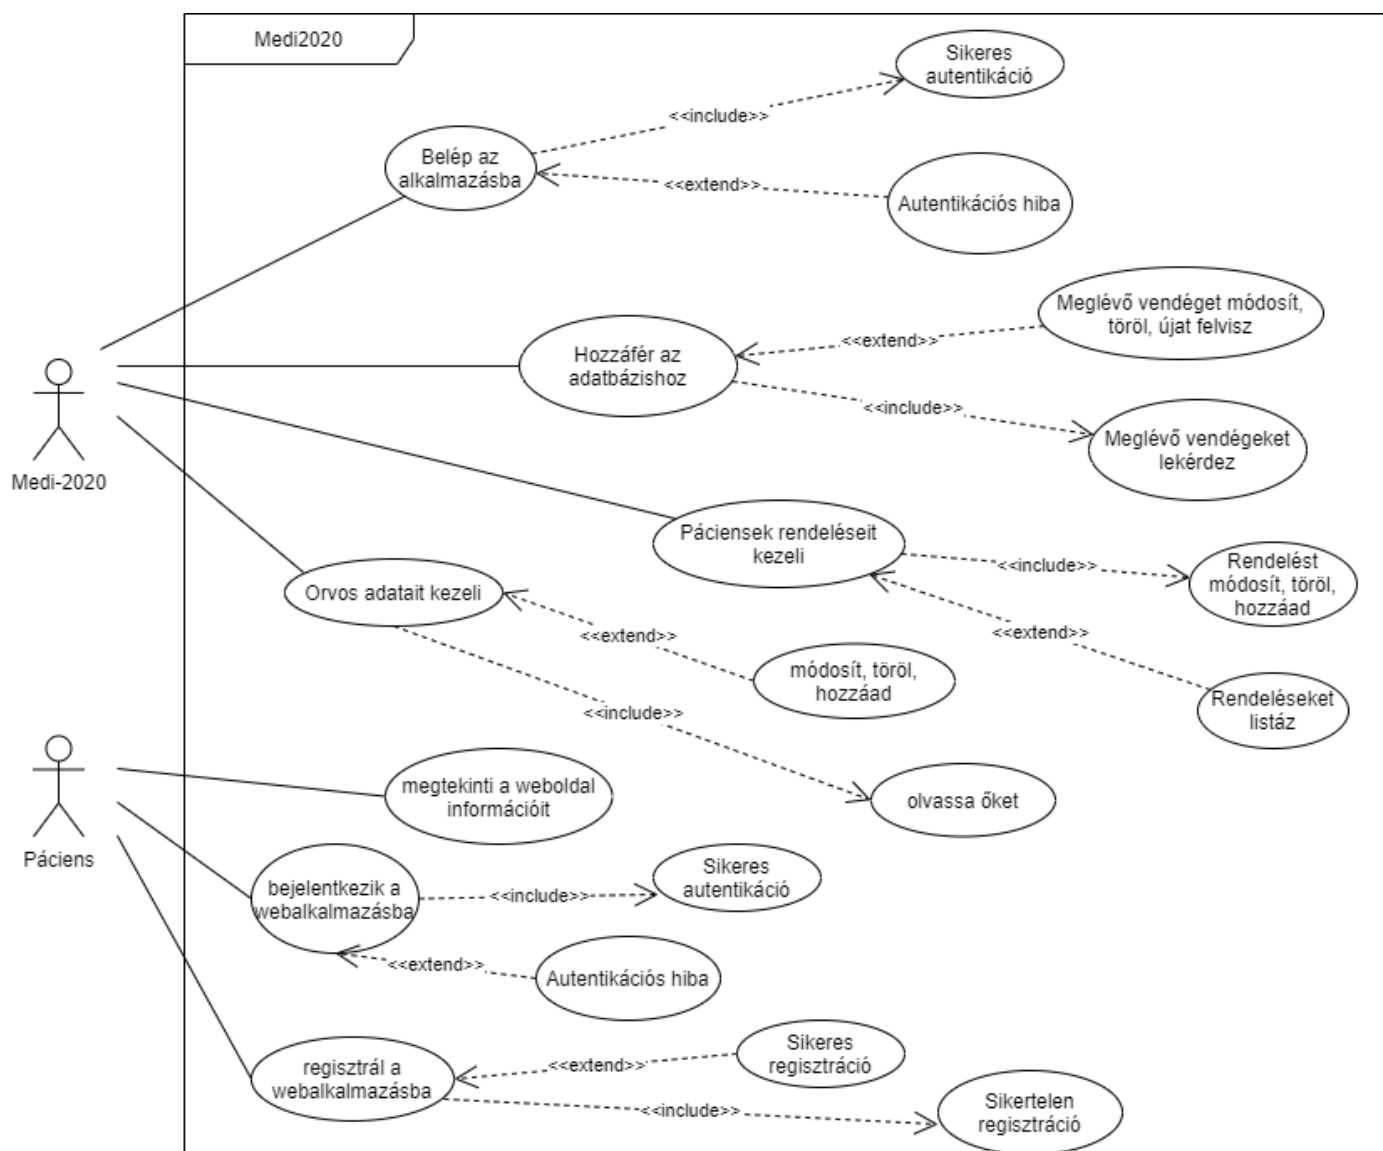 Medi2020
Sikeres
autentikáció
<<include>>
Belép az
alkalmazásba
<<extend>>
Autentikációs hiba
Meglévő vendéget módosít,
töröl, újat felvisz
<<extend>>
Hozzáfér az
adatbázishoz
<<include>>
Meglévő vendégeket
lekérdez
Medi-2020
Páciensek rendeléseit
kezeli
<<include>>
Rendelést
módosít, töröl,
hozzáad
Orvos adatait kezeli
<<extend>>
<<extend>>
módosít, töröl,
hozzáad
Rendeléseket
listáz
<<include>>
megtekinti a weboldal
információit
olvassa őket
Páciens
bejelentkezik a
webalkalmazásba
<<include>>
Sikeres
autentikáció
<<extend>>
Autentikációs hiba
regisztrál a
webalkalmazásba
<<extend>>
Sikeres
regisztráció
<<include>>
Sikertelen
regisztráció